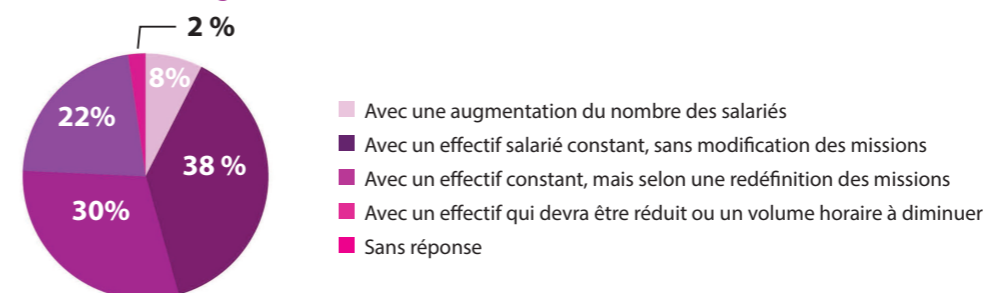 2 %
8%
22%
38 %
30%
Avec une augmentation du nombre des salariés
Avec un effectif salarié constant, sans modification des missions
Avec un effectif constant, mais selon une redéfinition des missions
Avec un effectif qui devra être réduit ou un volume horaire à diminuer
Sans réponse